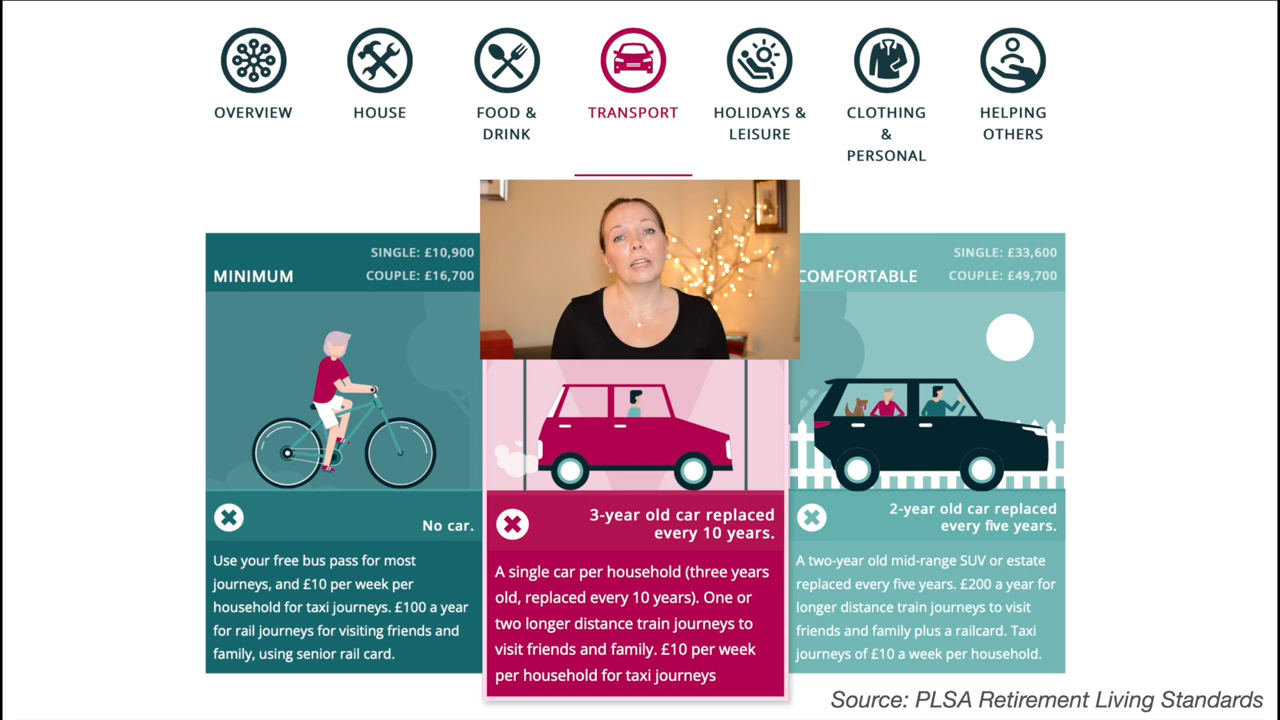 OVERVIEW
HOUSE
FOOD &
DRINK
TRANSPORT
HOLIDAYS &
LEISURE
CLOTHING
&
PERSONAL
HELPING
OTHERS
MINIMUM
SINGLE: £10,900
COUPLE: £16,700
COMFORTABLE
SINGLE: £33,600
COUPLE: £49,700
No car.
Use your free bus pass for most
journeys, and £10 per week per
household for taxi journeys. £100 a year
for rail journeys for visiting friends and
family, using senior rail card.
3-year old car replaced
every 10 years.
A single car per household (three years
old, replaced every 10 years). One or
two longer distance train journeys to
visit friends and family. £10 per week
per household for taxi journeys
2-year old car replaced
every five years.
A two-year old mid-range SUV or estate
replaced every five years. £200 a year for
longer distance train journeys to visit
friends and family plus a railcard. Taxi
journeys of £10 a week per household.
Source: PLSA Retirement Living Standards